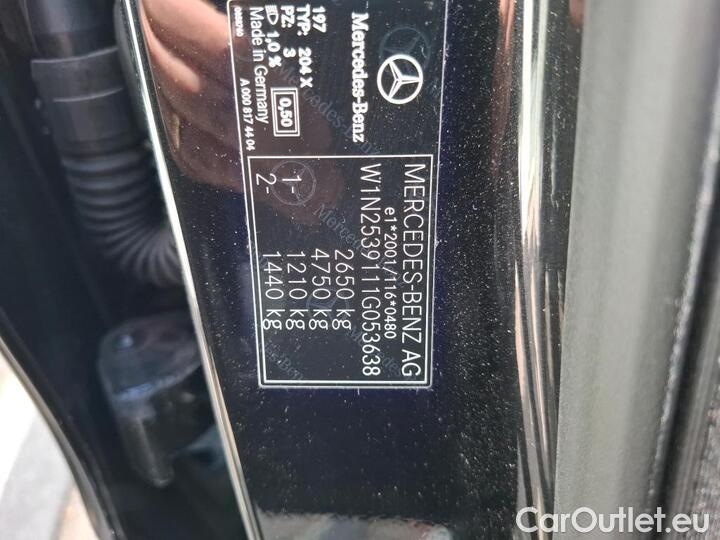 Mercedes-Benz
197
TYP: 204 X
PZ: 3
1,0 %
Made in Germany
0,50
A 000 817 44 04
MERCEDES-BENZ AG
e1*2001/116*0480
W1N2539111G053638
2650 kg
4750 kg
1- 1210 kg
2- 1440 kg
CarOutlet.eu